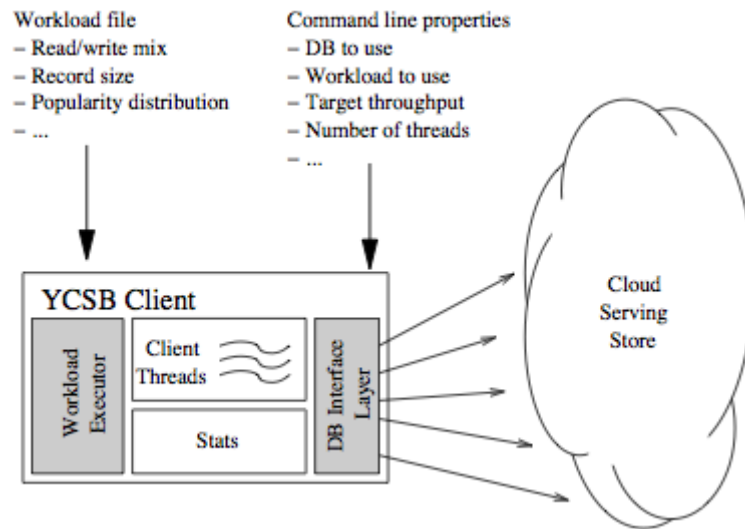 Workload file
– Read/write mix
– Record size
– Popularity distribution
– ...
Command line properties
– DB to use
– Workload to use
– Target throughput
– Number of threads
– ...
YCSB Client
Workload
Executor
Client
Threads
Stats
DB Interface
Layer
Cloud
Serving
Store